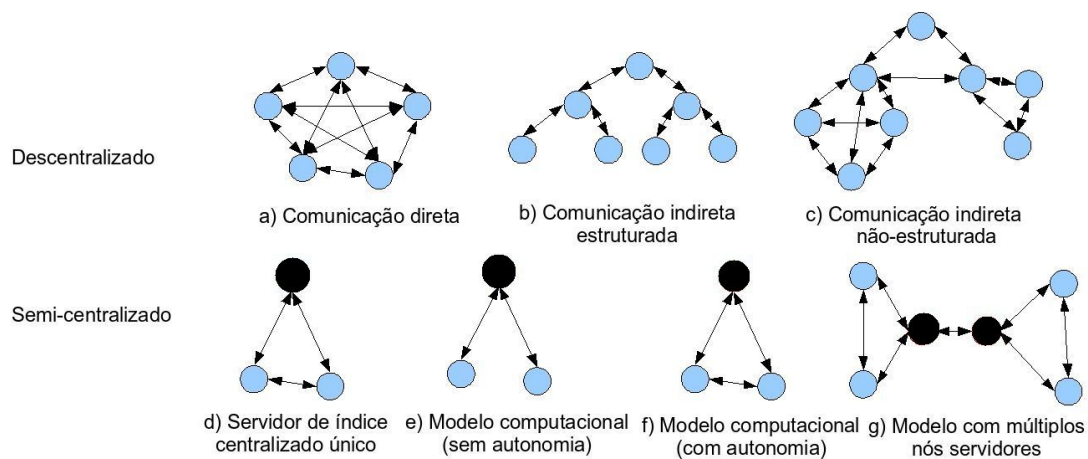 Descentralizado
a) Comunicação direta
b) Comunicação indireta
estruturada
c) Comunicação indireta
não-estruturada
Semi-centralizado
d) Servidor de índice
centralizado único
e) Modelo computacional
(sem autonomia)
f) Modelo computacional
(com autonomia)
g) Modelo com múltiplos
nós servidores